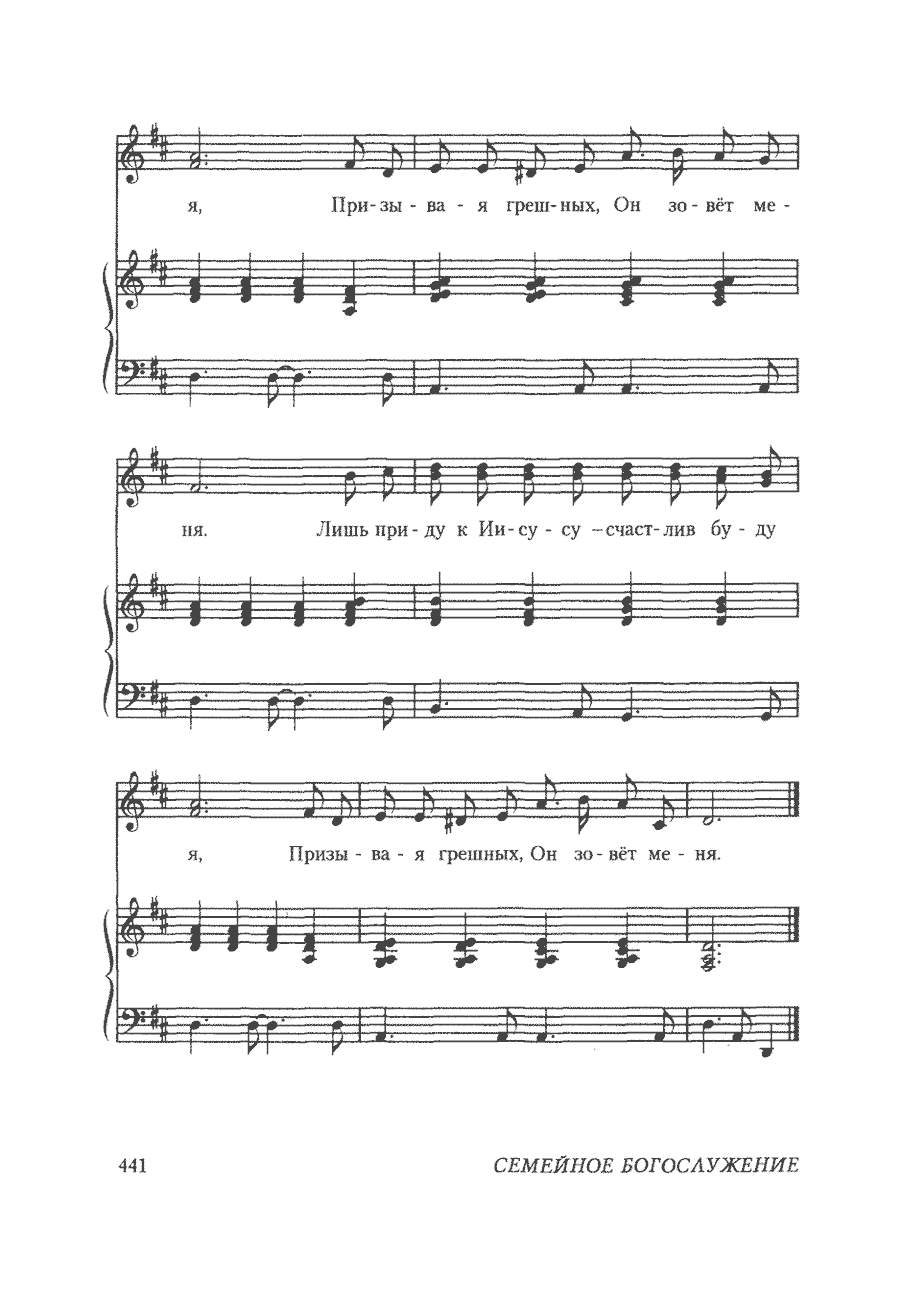 я, При-зы - ва - я греш-ных, Он зо - вёт ме -
ня. Лишь при - ду к Ии-су - су –счаст-лив бу - ду
я, Призы - ва - я грешных, Он зо - вёт ме - ня.
441 СЕМЕЙНОЕ БОГОСЛУЖЕНИЕ